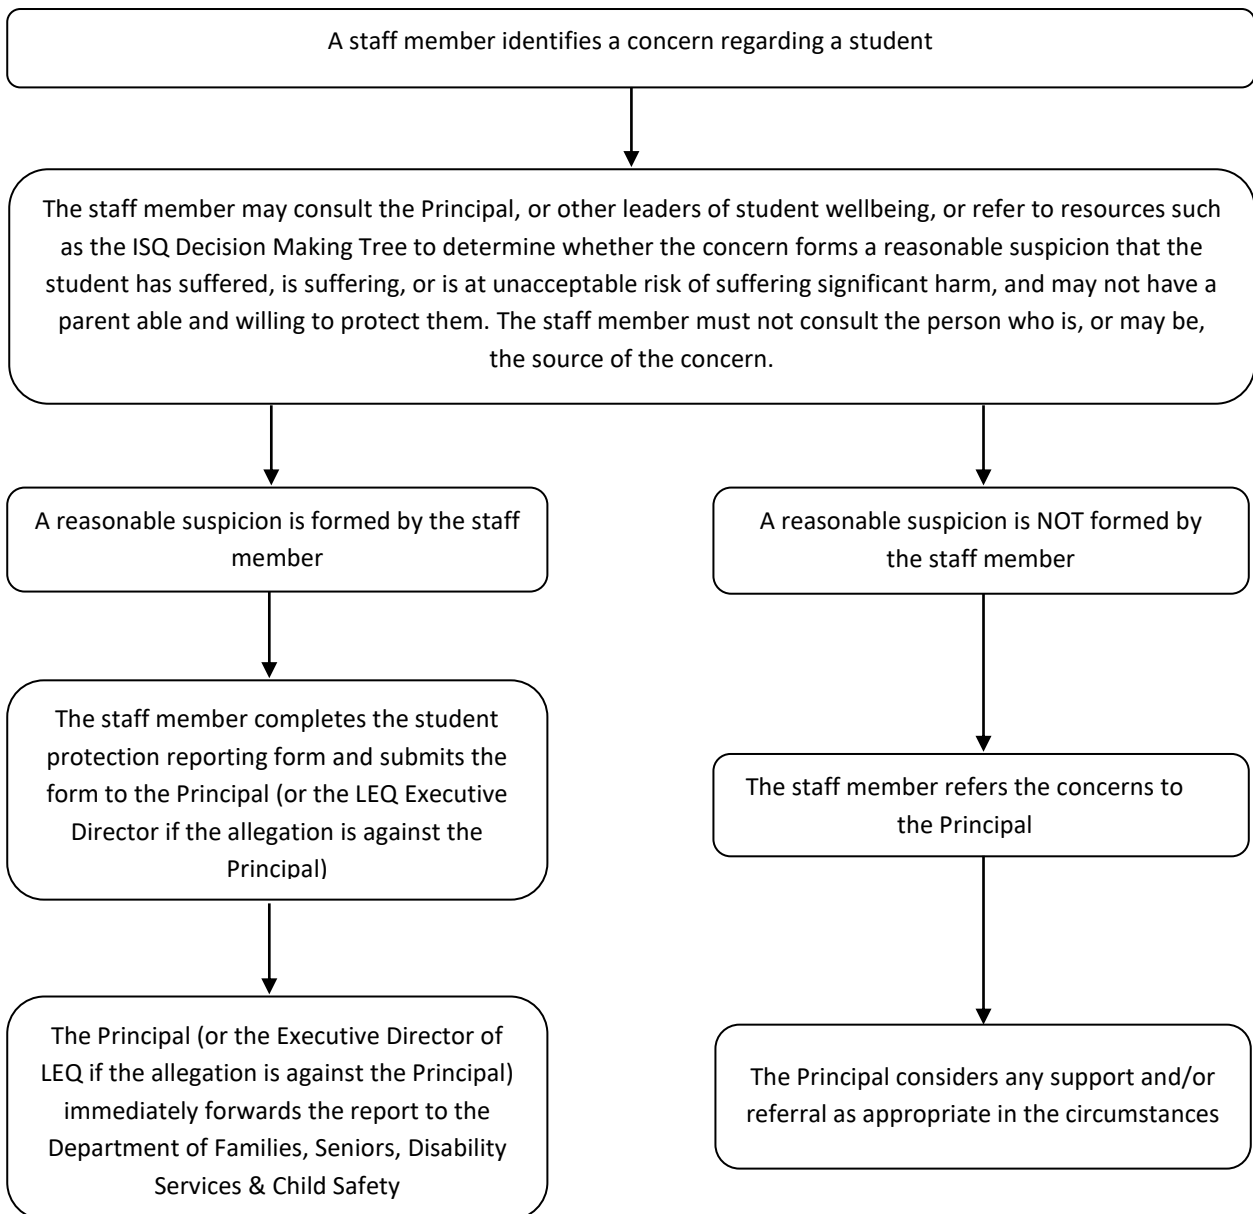 A staff member identifies a concern regarding a student
The staff member may consult the Principal, or other leaders of student wellbeing, or refer to resources such
as the ISQ Decision Making Tree to determine whether the concern forms a reasonable suspicion that the
student has suffered, is suffering, or is at unacceptable risk of suffering significant harm, and may not have a
parent able and willing to protect them. The staff member must not consult the person who is, or may be,
the source of the concern.
A reasonable suspicion is formed by the staff
member
The staff member completes the student
protection reporting form and submits the
form to the Principal (or the LEQ Executive
Director if the allegation is against the
Principal)
The Principal (or the Executive Director of
LEQ if the allegation is against the Principal)
immediately forwards the report to the
Department of Families, Seniors, Disability
Services & Child Safety
A reasonable suspicion is NOT formed by
the staff member
The staff member refers the concerns to
the Principal
The Principal considers any support and/or
referral as appropriate in the circumstances